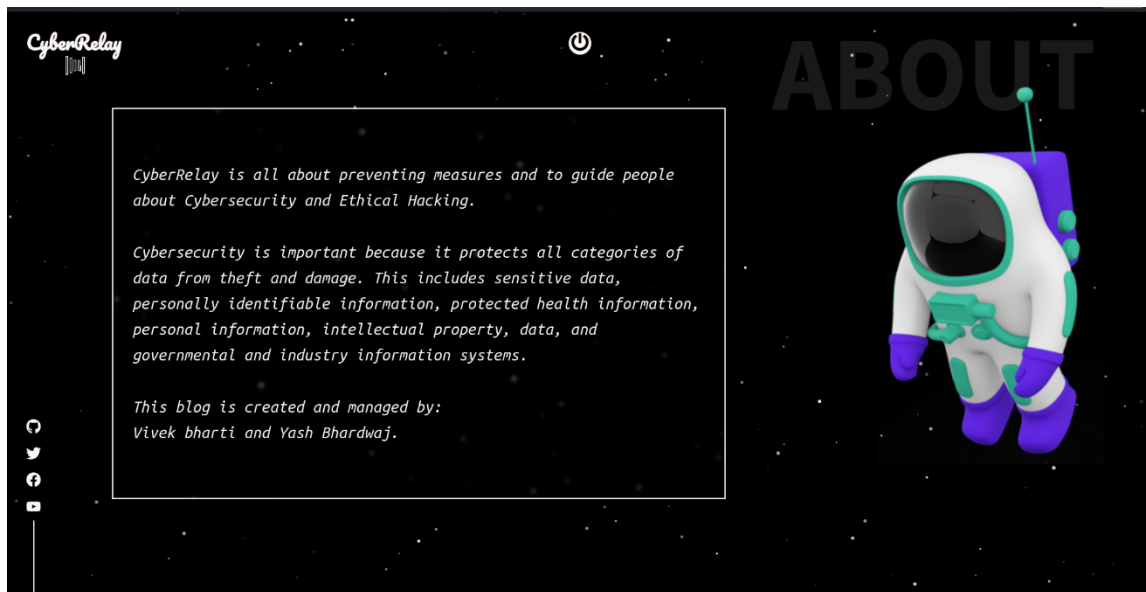 CyberRelay
ABOUT
CyberRelay is all about preventing measures and to guide people
about Cybersecurity and Ethical Hacking.
Cybersecurity is important because it protects all categories of
data from theft and damage. This includes sensitive data,
personally identifiable information, protected health information,
personal information, intellectual property, data, and
governmental and industry information systems.
This blog is created and managed by:
Vivek bharti and Yash Bhardwaj.